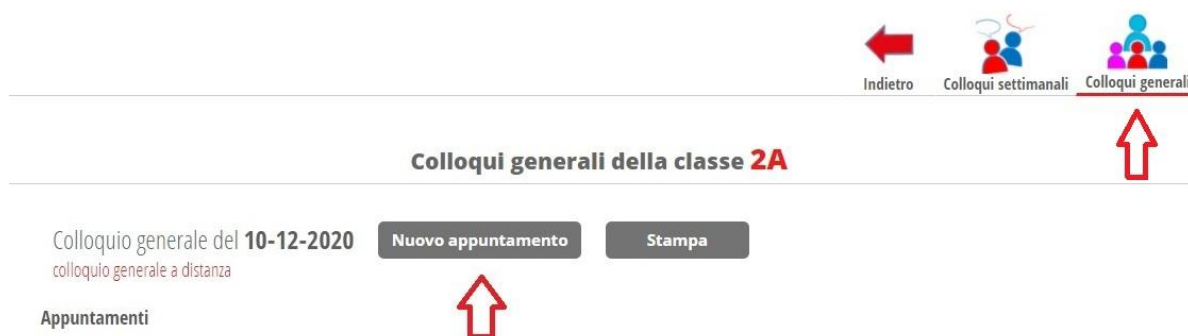 Indietro Colloqui settimanali Colloqui generali
Colloqui generali della classe 2A
Colloquio generale del 10-12-2020 Nuovo appuntamento Stampa
colloquio generale a distanza
Appuntamenti